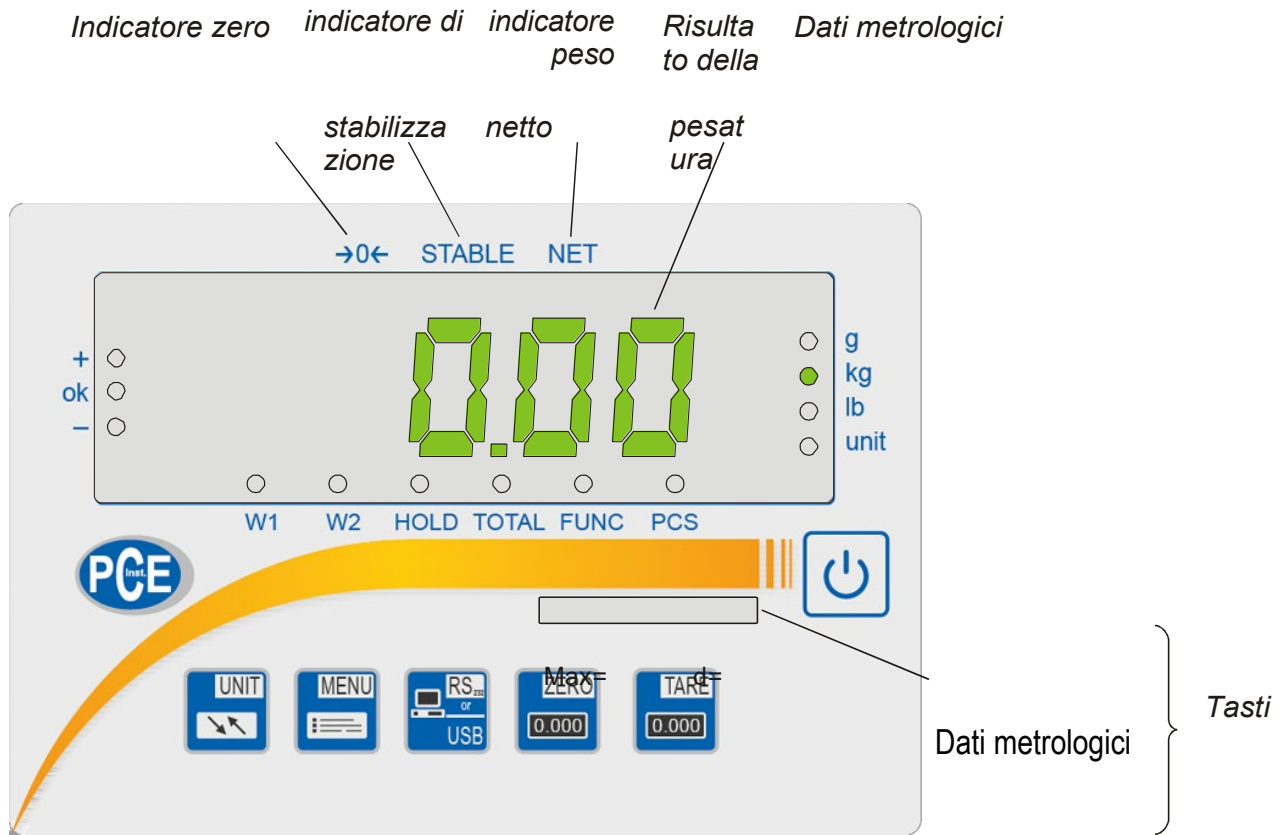 Indicatore zero indicatore di indicatore Risulta Dati metrologici
peso to della
stabilizza netto pesat
zione ura
→0← STABLE NET
0.00
g
+
kg
ok
lb
−
unit
W1 W2 HOLD TOTAL FUNC PCS
PCE
Inst.
Max= d=
UNIT MENU RS232 ZERO TARE
or
USB 0.000 0.000
Tasti
Dati metrologici